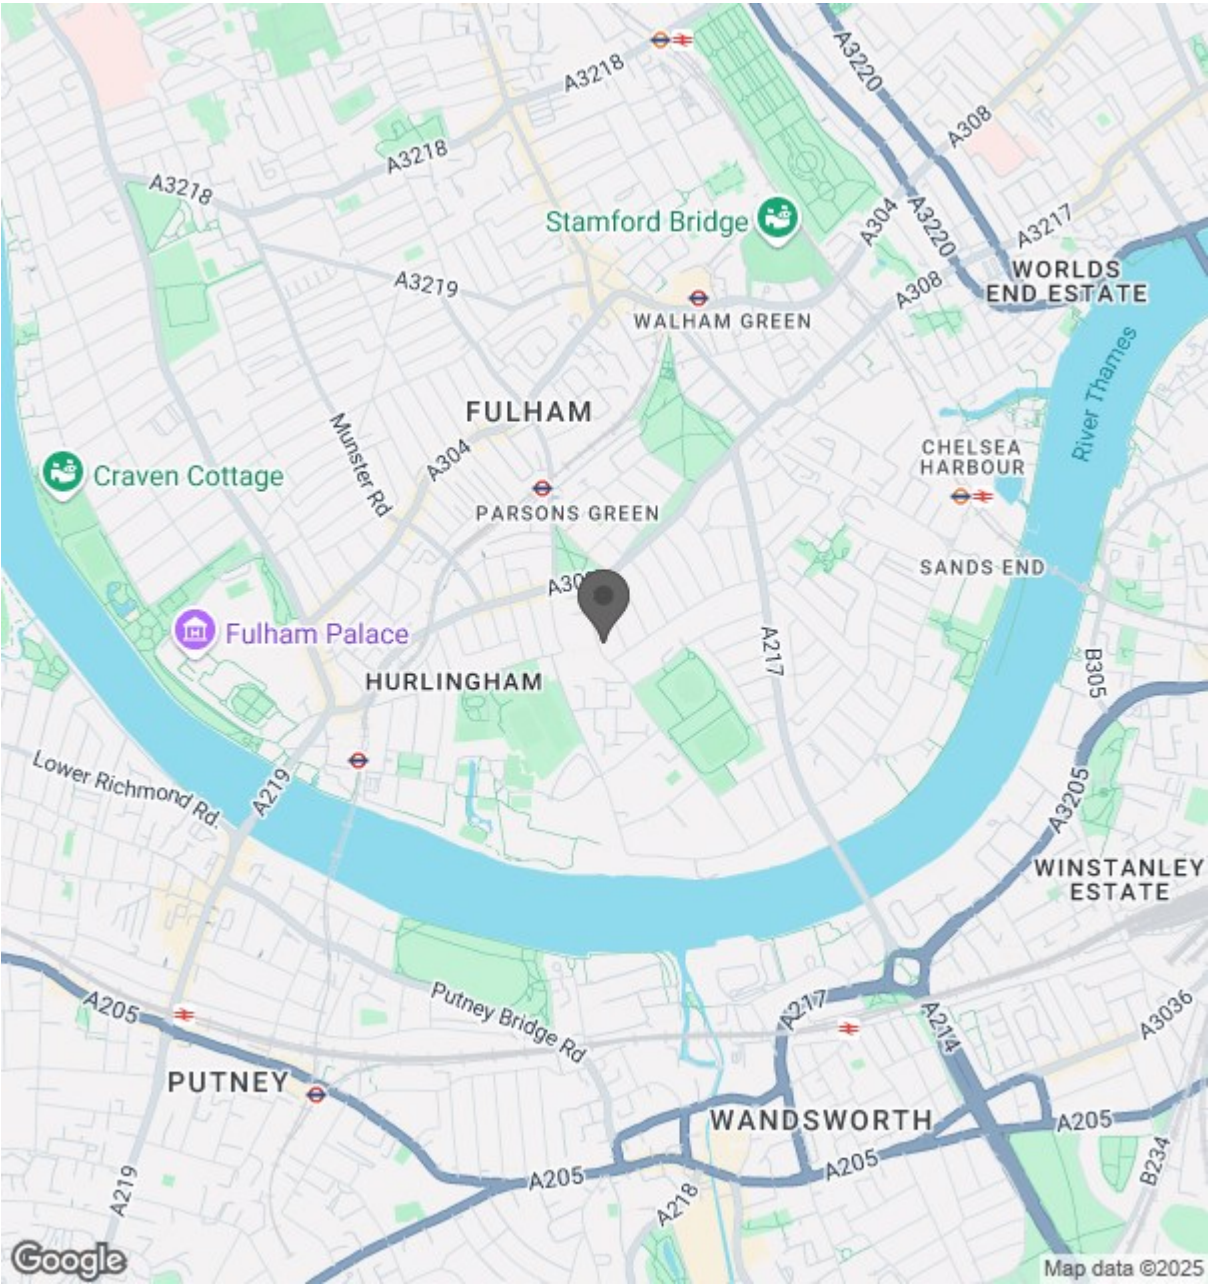 A3218
A3220
A308
A3218
A3218
A304
A3220
A3217
Stamford Bridge
WORLDS
END ESTATE
A3219
A308
WALHAM GREEN
River Thames
FULHAM
Munster Rd
A304
CHELSEA
HARBOUR
Craven Cottage
PARSONS GREEN
SANDS END
Fulham Palace
A217
B305
HURLINGHAM
Lower Richmond Rd.
A219
A3205
WINSTANLEY
ESTATE
A205
Putney Bridge Rd
A217
A214
A3036
PUTNEY
WANDSWORTH
A205
A205
A205
A219
A218
B234
Google
Map data ©2025